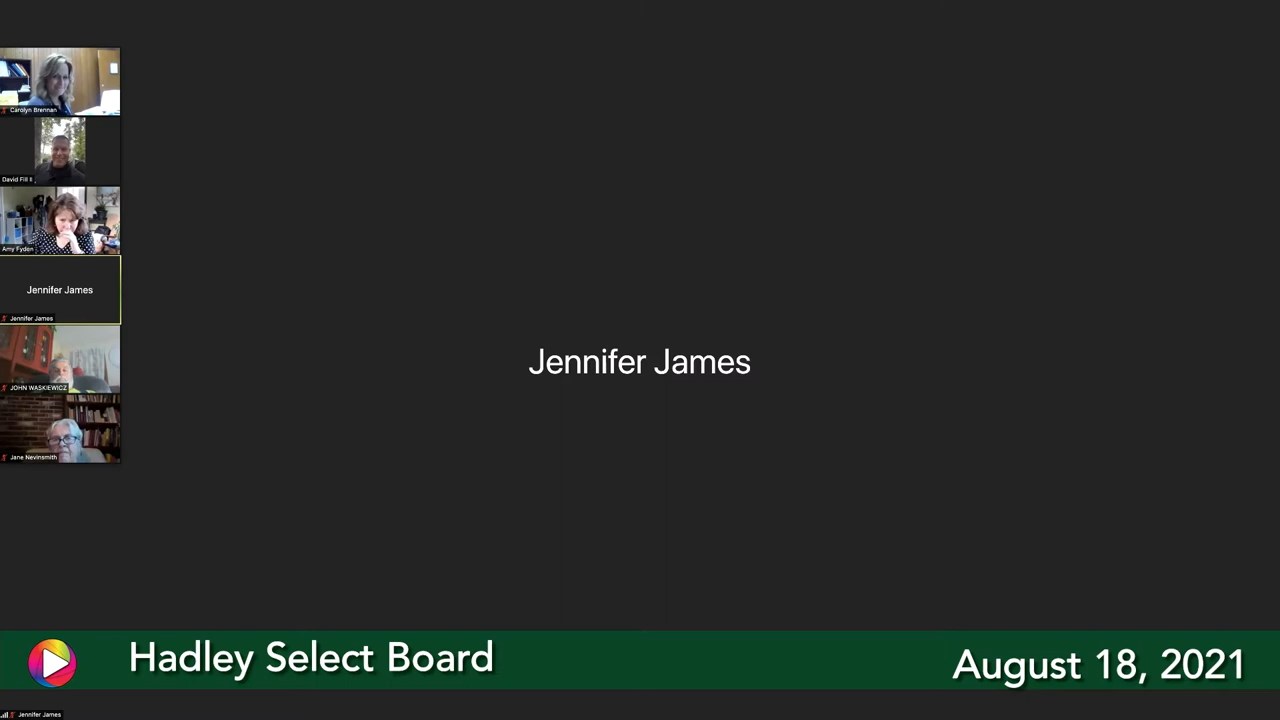 Carolyn Brennan
David Fill II
Amy Fyden
Jennifer James
Jennifer James
JOHN WASKIEWICZ
Jane Nevinsmith
Jennifer James
Hadley Select Board
August 18, 2021
Jennifer James